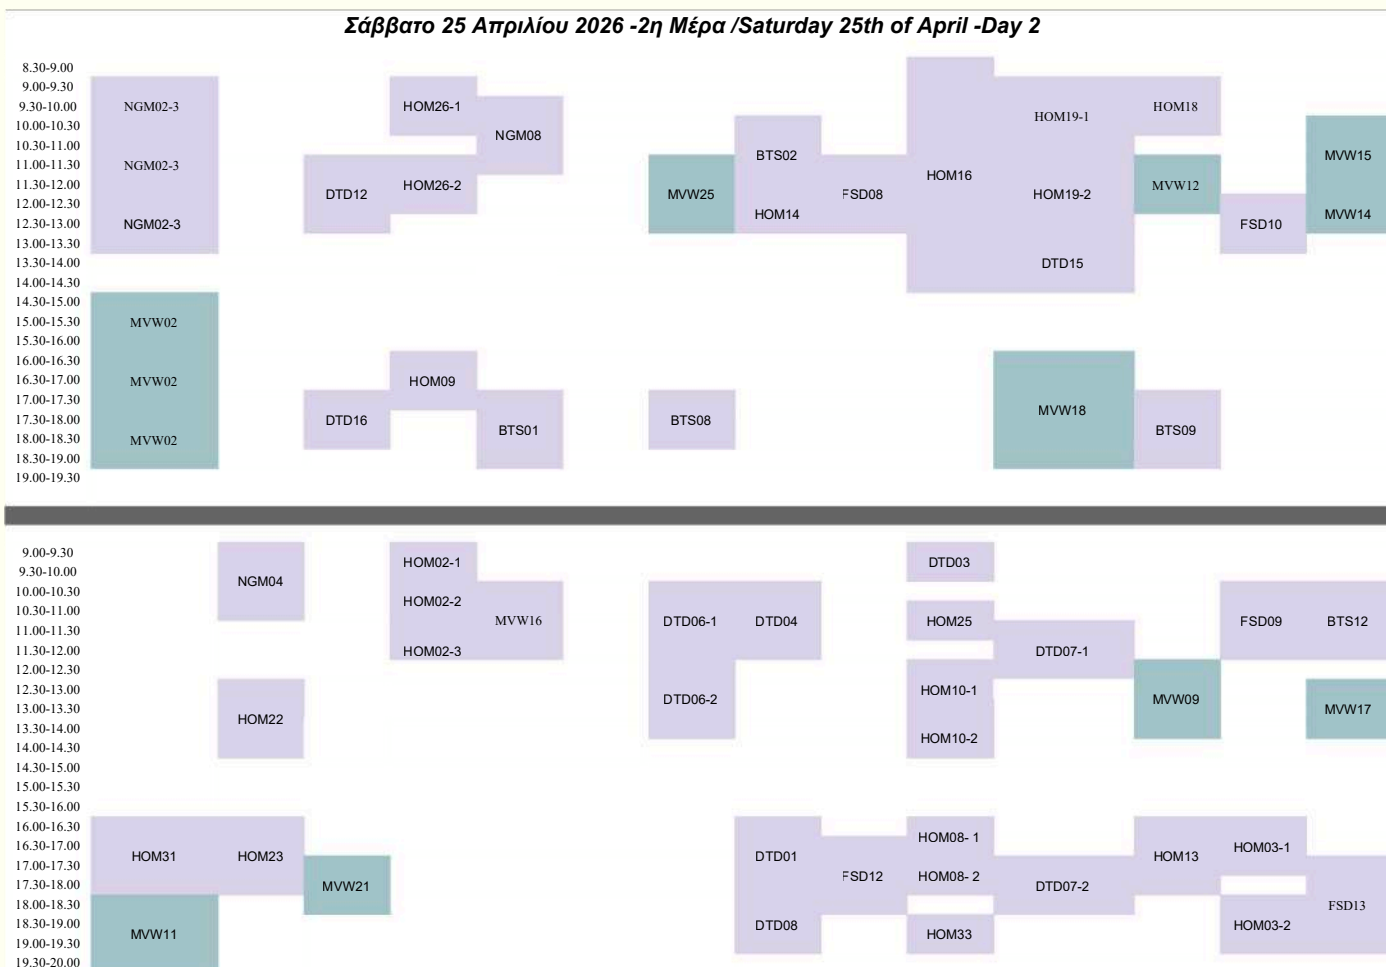 Σάββατο 25 Απριλίου 2026 -2η Μέρα /Saturday 25th of April -Day 2
8.30-9.00
9.00-9.30
9.30-10.00 NGM02-3 HOM26-1 HOM18
10.00-10.30 HOM19-1
10.30-11.00 NGM08
11.00-11.30 NGM02-3 BTS02 MVW15
11.30-12.00 DTD12 HOM26-2 MVW25 FSD08 HOM16 HOM19-2 MVW12
12.00-12.30 HOM14 MVW14
12.30-13.00 NGM02-3 FSD10
13.00-13.30
13.30-14.00 DTD15
14.00-14.30
14.30-15.00
15.00-15.30 MVW02
15.30-16.00
16.00-16.30
16.30-17.00 MVW02 HOM09
17.00-17.30 MVW18
17.30-18.00 DTD16 BTS08
18.00-18.30 MVW02 BTS01 BTS09
18.30-19.00
19.00-19.30
9.00-9.30 HOM02-1 DTD03
9.30-10.00 NGM04
10.00-10.30 HOM02-2
10.30-11.00 MVW16 DTD06-1 DTD04 HOM25 FSD09 BTS12
11.00-11.30
11.30-12.00 HOM02-3 DTD07-1
12.00-12.30
12.30-13.00 DTD06-2 HOM10-1 MVW09
13.00-13.30 HOM22 MVW17
13.30-14.00 HOM10-2
14.00-14.30
14.30-15.00
15.00-15.30
15.30-16.00
16.00-16.30 HOM08- 1
16.30-17.00 HOM31 HOM23 DTD01 HOM13 HOM03-1
17.00-17.30 FSD12 HOM08- 2
17.30-18.00 MVW21 DTD07-2
18.00-18.30 FSD13
18.30-19.00 MVW11 DTD08 HOM33 HOM03-2
19.00-19.30
19.30-20.00